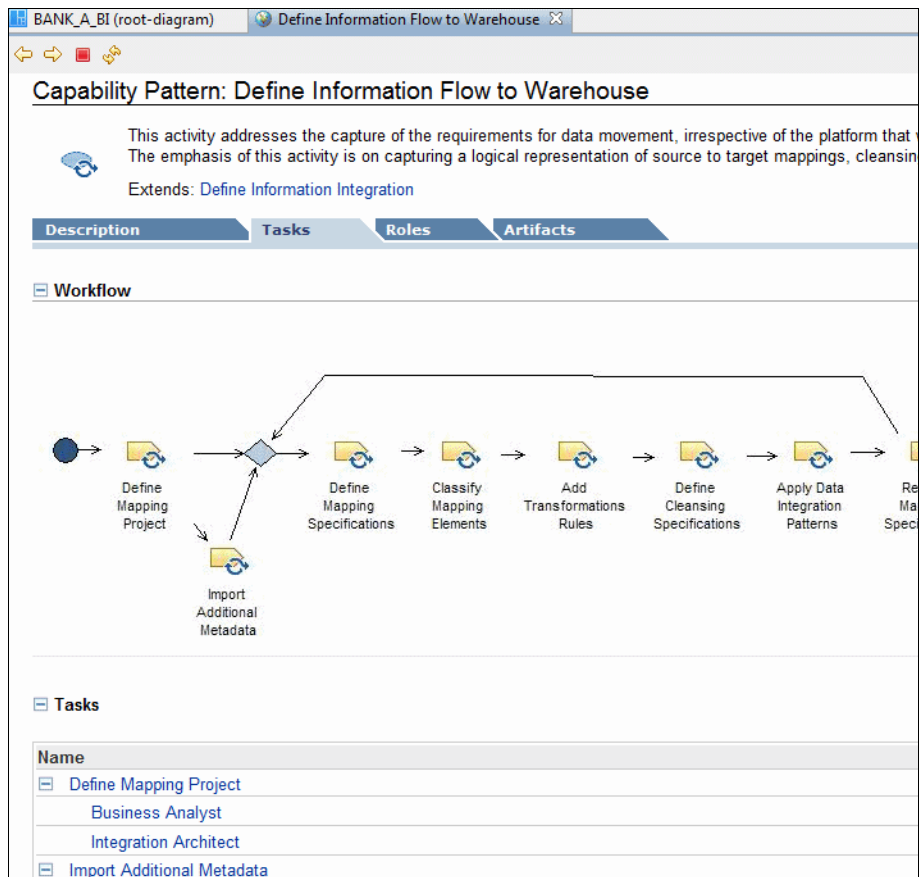 BANK_A_BI (root-diagram)
Define Information Flow to Warehouse
Capability Pattern: Define Information Flow to Warehouse
This activity addresses the capture of the requirements for data movement, irrespective of the platform that
The emphasis of this activity is on capturing a logical representation of source to target mappings, cleansin
Extends: Define Information Integration
Description Tasks Roles Artifacts
Workflow
Define
Mapping
Project
Import
Additional
Metadata
Define
Mapping
Specifications
Classify
Mapping
Elements
Add
Transformations
Rules
Define
Cleansing
Specifications
Apply Data
Integration
Patterns
Re
Ma
Speci
Tasks
Name
Define Mapping Project
Business Analyst
Integration Architect
Import Additional Metadata